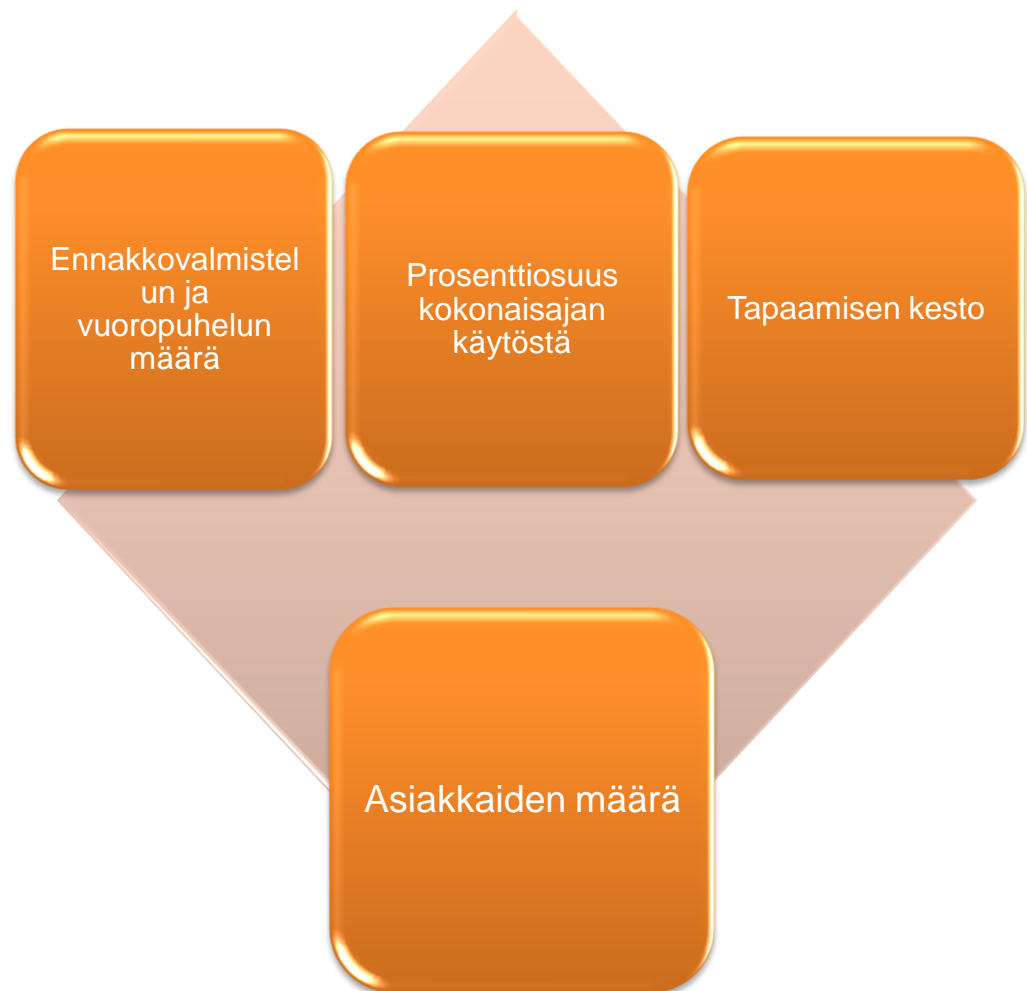 Ennakkovalmistel
un ja
vuoropuhelun
määrä
Prosenttiosuus
kokonaisajan
käytöstä
Tapaamisen kesto
Asiakkaiden määrä